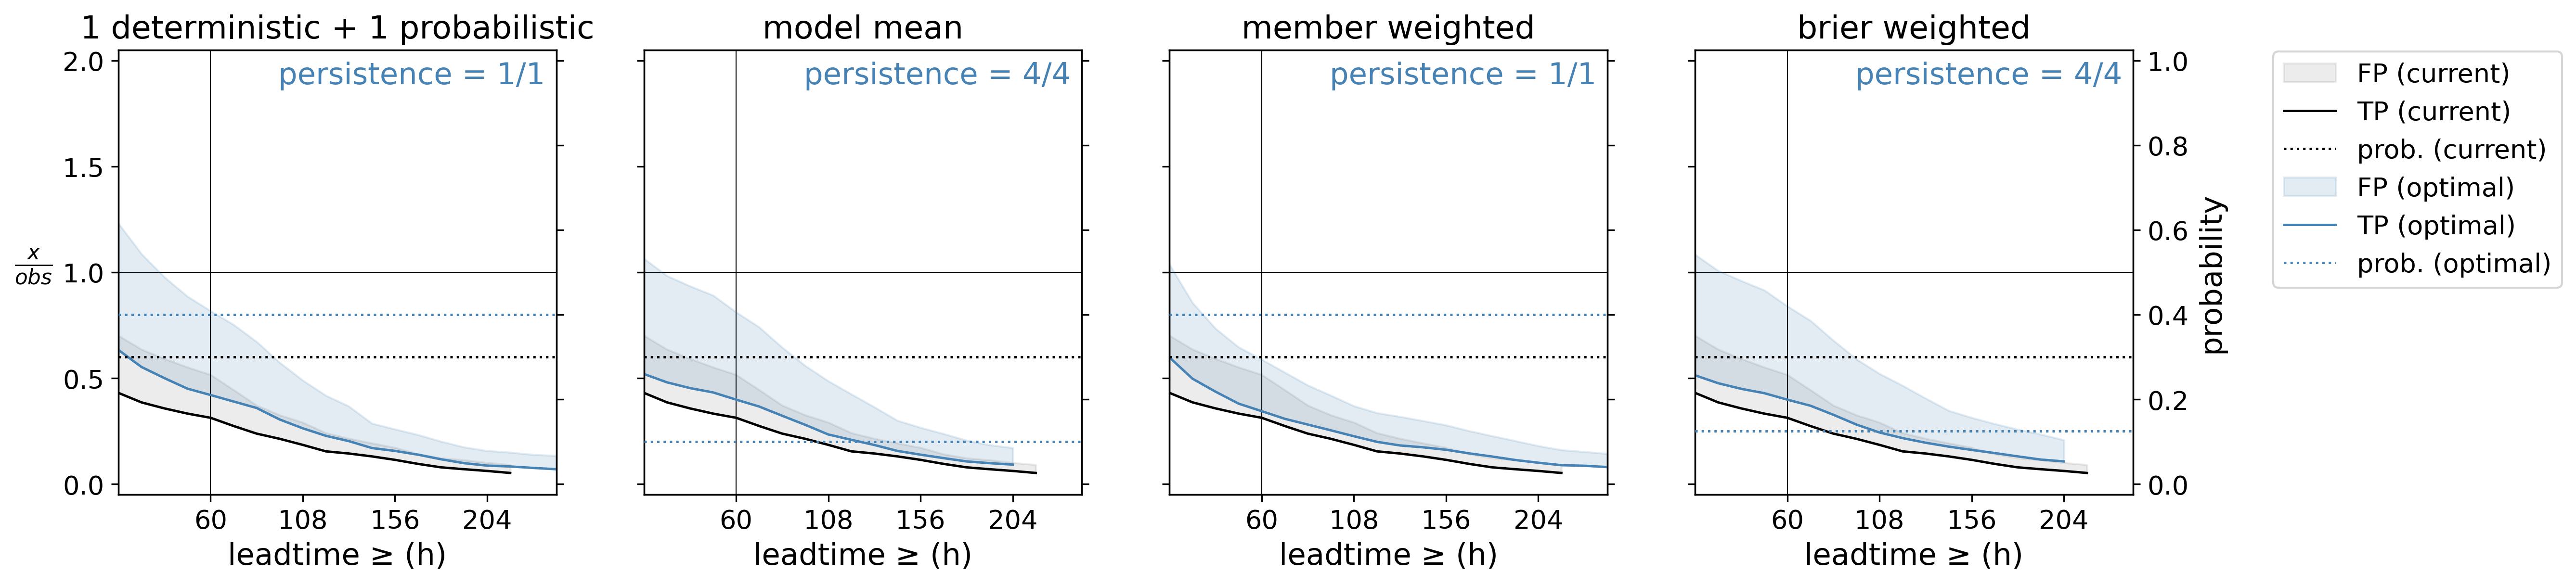 1 deterministic + 1 probabilistic
model mean
member weighted
brier weighted
persistence = 1/1
persistence = 4/4
persistence = 1/1
persistence = 4/4
2.0
1.5
1.0
0.5
0.0
x
obs
1.0
0.8
0.6
0.4
0.2
0.0
probability
60 108 156 204
60 108 156 204
60 108 156 204
60 108 156 204
leadtime ≥ (h)
leadtime ≥ (h)
leadtime ≥ (h)
leadtime ≥ (h)
FP (current)
TP (current)
prob. (current)
FP (optimal)
TP (optimal)
prob. (optimal)